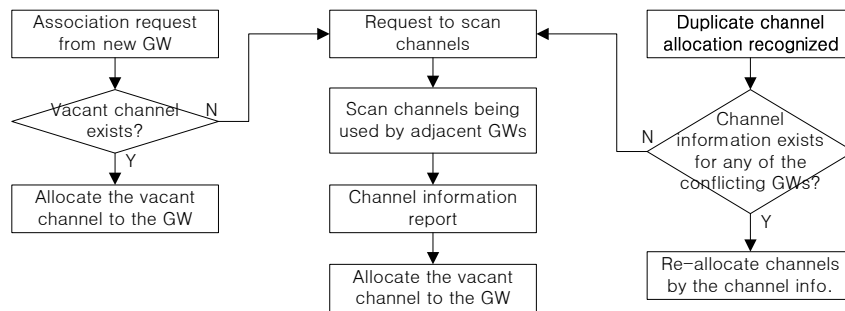 Association request
from new GW
Vacant channel
exists?
N
Y
Allocate the vacant
channel to the GW
Request to scan
channels
Scan channels being
used by adjacent GWs
Channel information
report
Allocate the vacant
channel to the GW
Duplicate channel
allocation recognized
Channel
information exists
for any of the
conflicting GWs?
N
Y
Re-allocate channels
by the channel info.